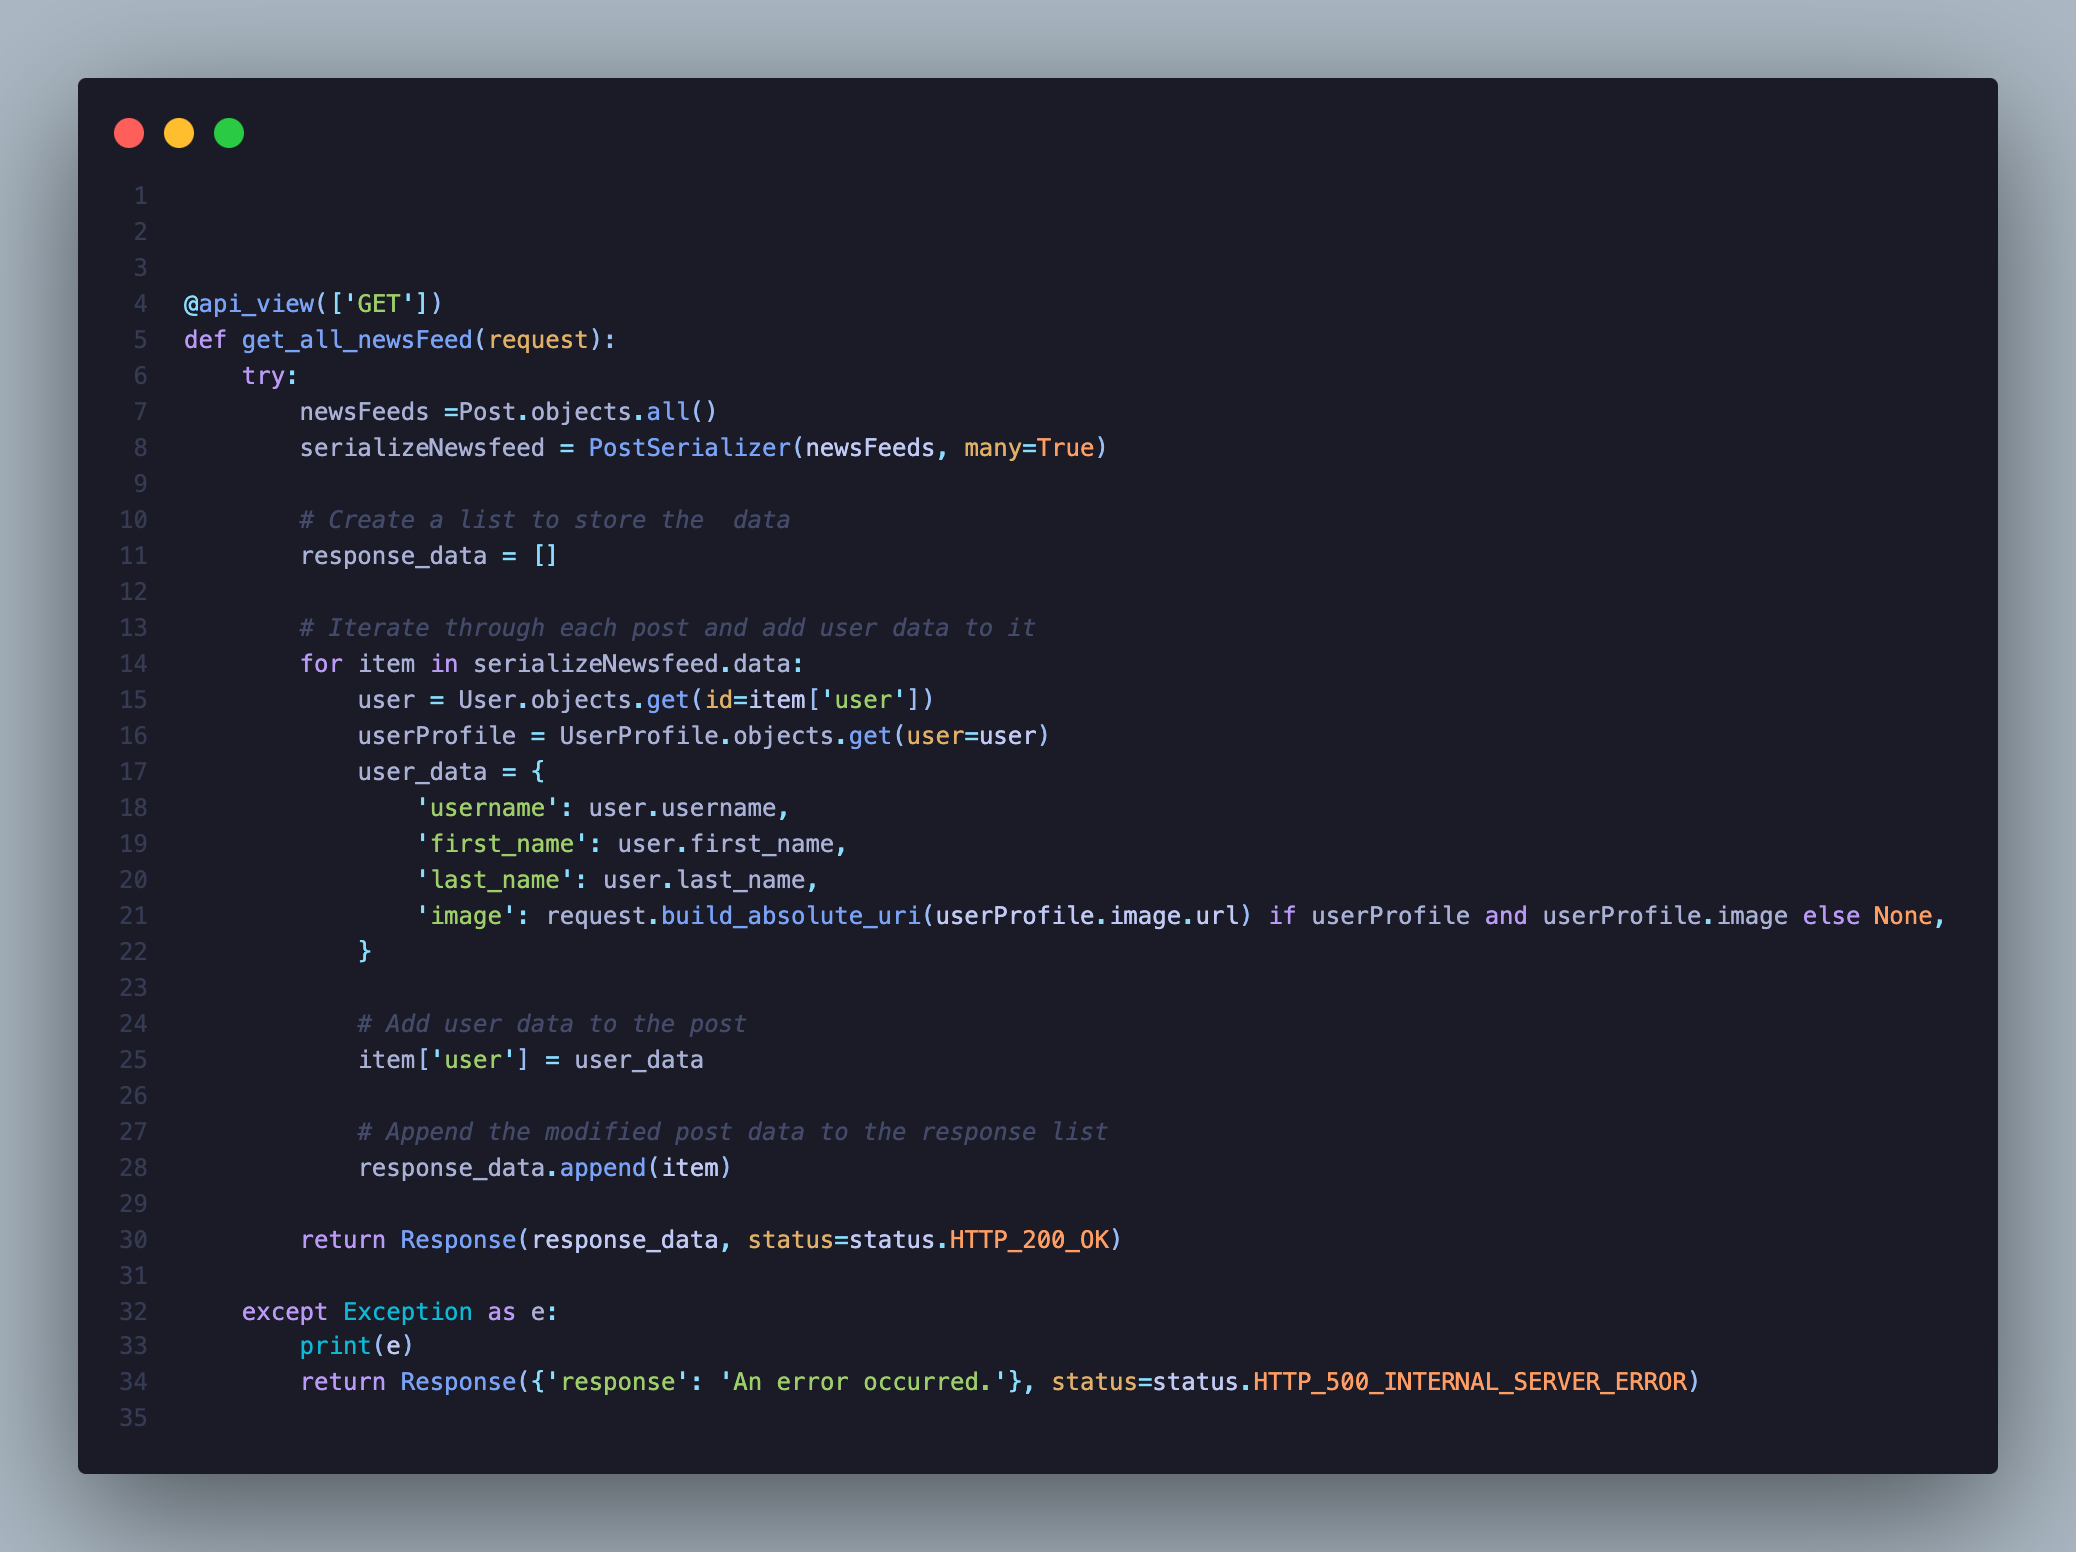 1
2
3
4 @api_view(['GET'])
5 def get_all_newsFeed(request):
6     try:
7         newsFeeds =Post.objects.all()
8         serializeNewsfeed = PostSerializer(newsFeeds, many=True)
9
10         # Create a list to store the  data
11         response_data = []
12
13         # Iterate through each post and add user data to it
14         for item in serializeNewsfeed.data:
15             user = User.objects.get(id=item['user'])
16             userProfile = UserProfile.objects.get(user=user)
17             user_data = {
18                 'username': user.username,
19                 'first_name': user.first_name,
20                 'last_name': user.last_name,
21                 'image': request.build_absolute_uri(userProfile.image.url) if userProfile and userProfile.image else None,
22             }
23
24             # Add user data to the post
25             item['user'] = user_data
26
27             # Append the modified post data to the response list
28             response_data.append(item)
29
30         return Response(response_data, status=status.HTTP_200_OK)
31
32     except Exception as e:
33         print(e)
34         return Response({'response': 'An error occurred.'}, status=status.HTTP_500_INTERNAL_SERVER_ERROR)
35